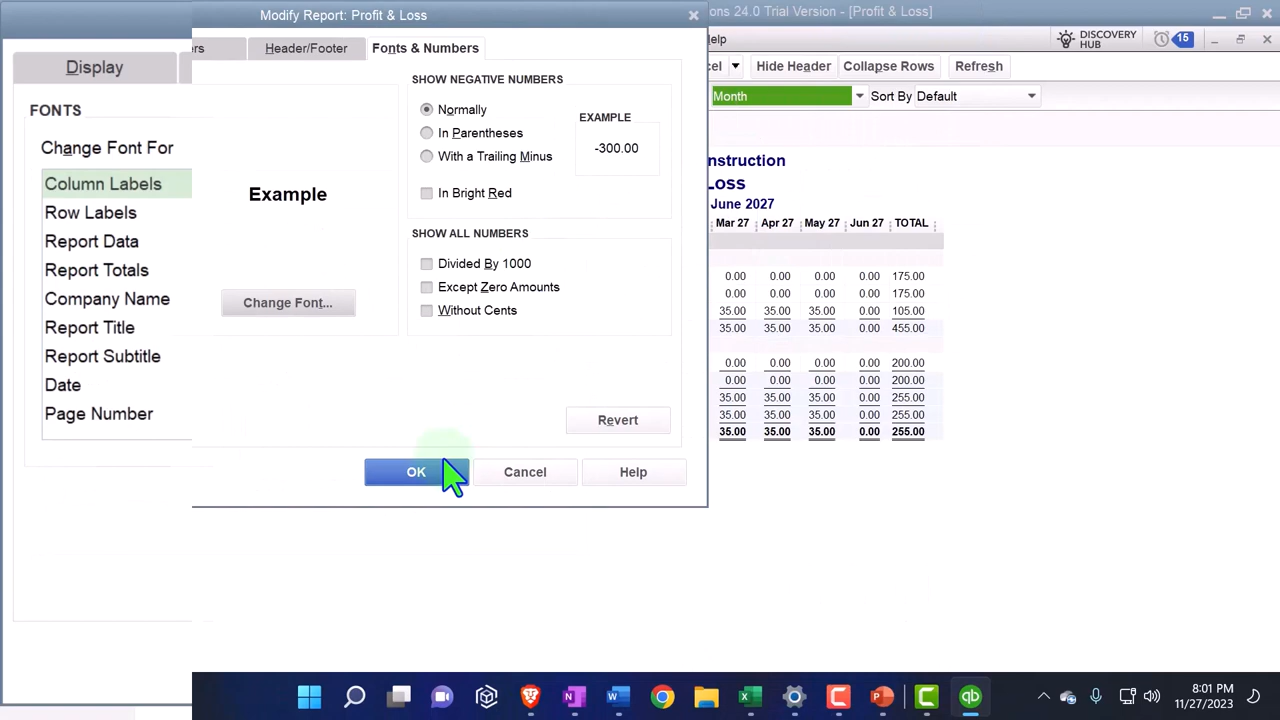 Modify Report: Profit & Loss
ons 24.0 Trial Version - [Profit & Loss]
elp
DISCOVERY HUB
15
Display
ers
Header/Footer
Fonts & Numbers
cel
Hide Header
Collapse Rows
Refresh
Month
Sort By Default
FONTS
Change Font For
Column Labels
Row Labels
Report Data
Report Totals
Company Name
Report Title
Report Subtitle
Date
Page Number
Example
Change Font...
SHOW NEGATIVE NUMBERS
Normally
In Parentheses
With a Trailing Minus
In Bright Red
EXAMPLE
-300.00
SHOW ALL NUMBERS
Divided By 1000
Except Zero Amounts
Without Cents
Revert
OK
Cancel
Help
nstruction
Loss
June 2027
Mar 27 Apr 27 May 27 Jun 27 TOTAL
0.00 0.00 0.00 0.00 175.00
0.00 0.00 0.00 0.00 175.00
35.00 35.00 35.00 0.00 105.00
35.00 35.00 35.00 0.00 455.00
0.00 0.00 0.00 0.00 200.00
0.00 0.00 0.00 0.00 200.00
35.00 35.00 35.00 0.00 255.00
35.00 35.00 35.00 0.00 255.00
35.00 35.00 35.00 0.00 255.00
8:01 PM
11/27/2023